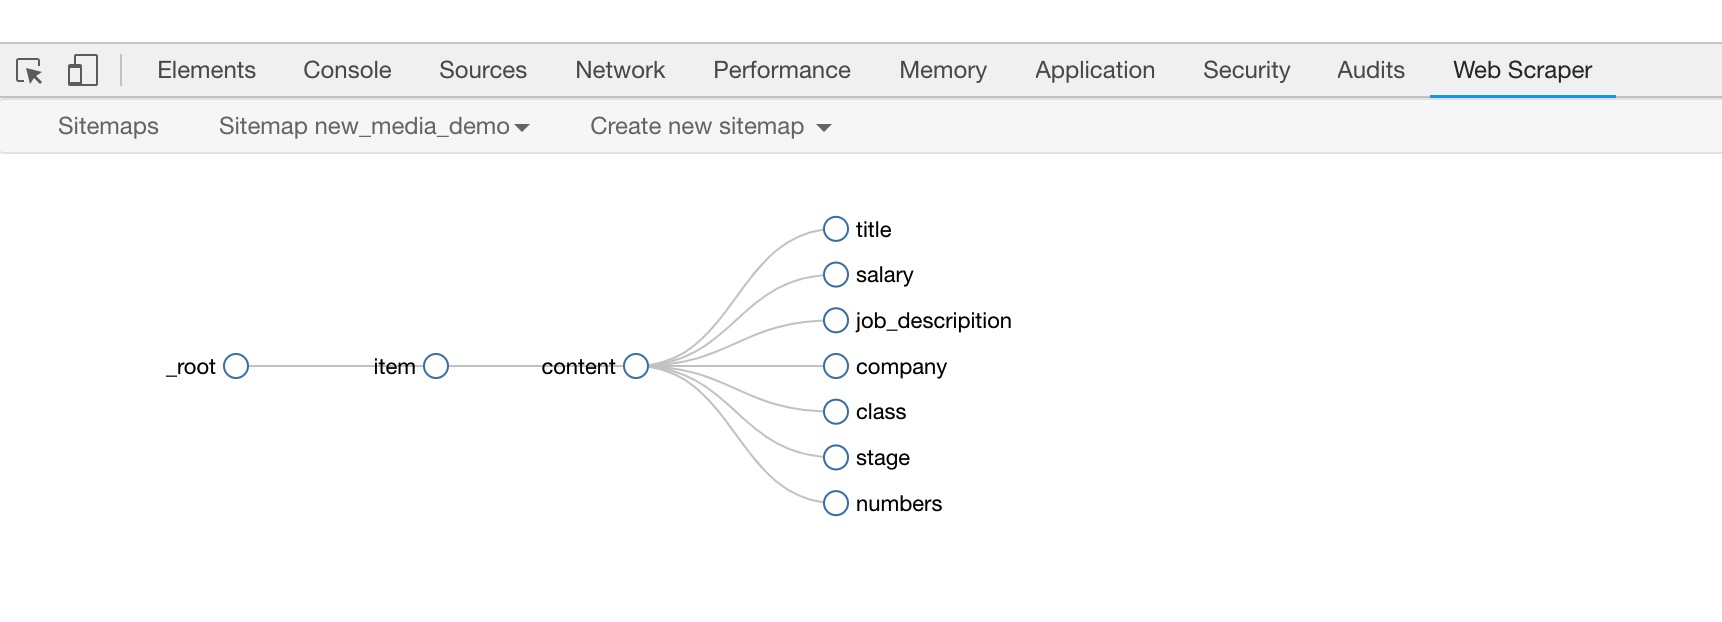 Elements Console Sources Network Performance Memory Application Security Audits Web Scraper
Sitemaps Sitemap new_media_demo Create new sitemap
title
salary
job_descripition
_root item content company
class
stage
numbers